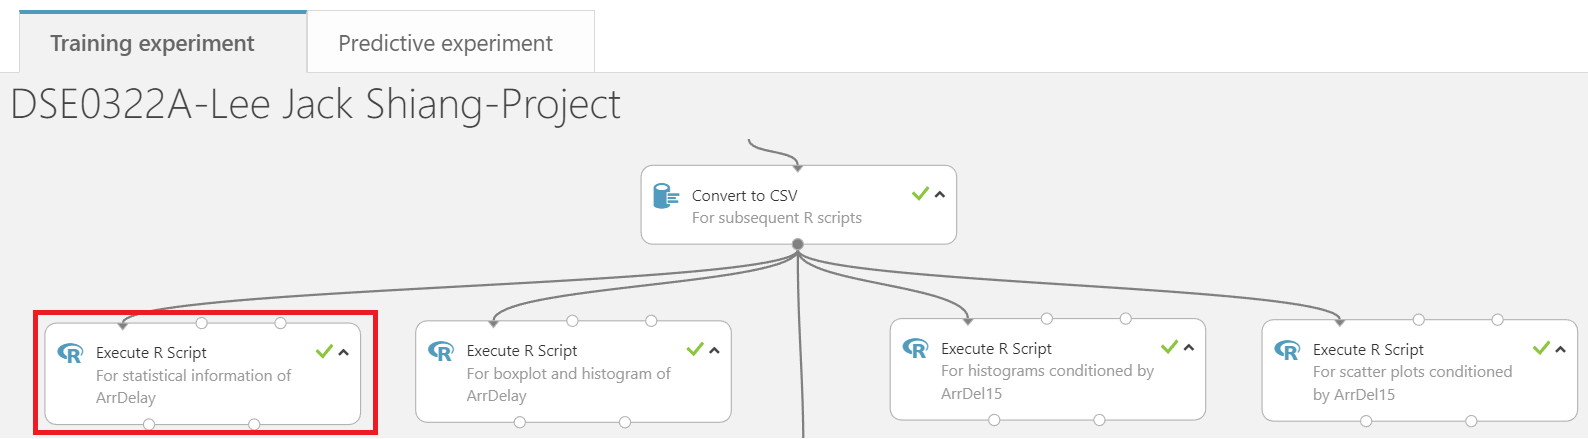 Training experiment
Predictive experiment
DSE0322A-Lee Jack Shiang-Project
Convert to CSV
For subsequent R scripts
R
Execute R Script
For statistical information of
ArrDelay
R
Execute R Script
For boxplot and histogram of
ArrDelay
R
Execute R Script
For histograms conditioned by
ArrDel15
R
Execute R Script
For scatter plots conditioned
by ArrDel15